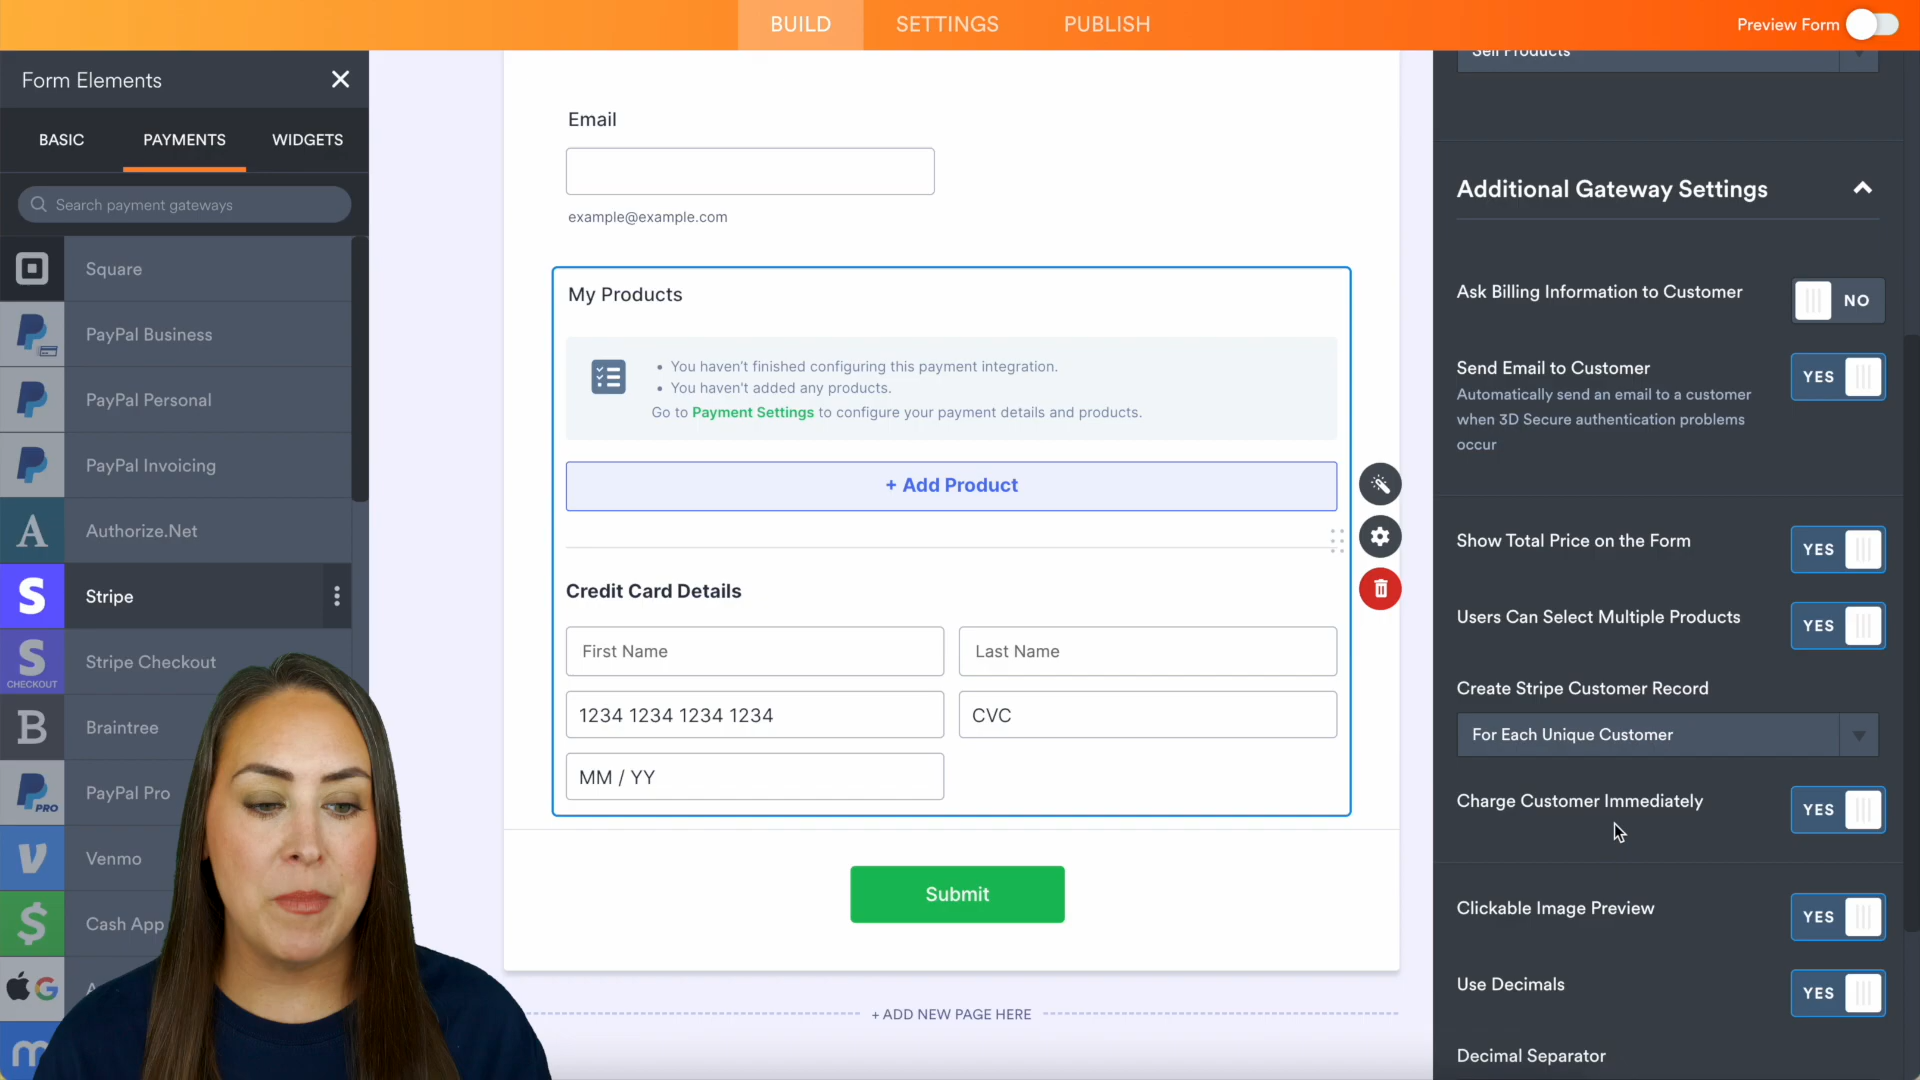 BUILD
SETTINGS
PUBLISH
Preview Form
Form Elements
BASIC
PAYMENTS
WIDGETS
Search payment gateways
Square
PayPal Business
PayPal Personal
PayPal Invoicing
Authorize.Net
Stripe
Stripe Checkout
CHECKOUT
Braintree
PayPal Pro
PRO
Venmo
Cash App
Email
example@example.com
My Products
You haven't finished configuring this payment integration.
You haven't added any products.
Go to Payment Settings to configure your payment details and products.
+ Add Product
Credit Card Details
First Name
Last Name
1234 1234 1234 1234
CVC
MM / YY
Submit
+ ADD NEW PAGE HERE
Sell Products
Additional Gateway Settings
Ask Billing Information to Customer
NO
Send Email to Customer
YES
Automatically send an email to a customer
when 3D Secure authentication problems
occur
Show Total Price on the Form
YES
Users Can Select Multiple Products
YES
Create Stripe Customer Record
For Each Unique Customer
Charge Customer Immediately
YES
Clickable Image Preview
YES
Use Decimals
YES
Decimal Separator